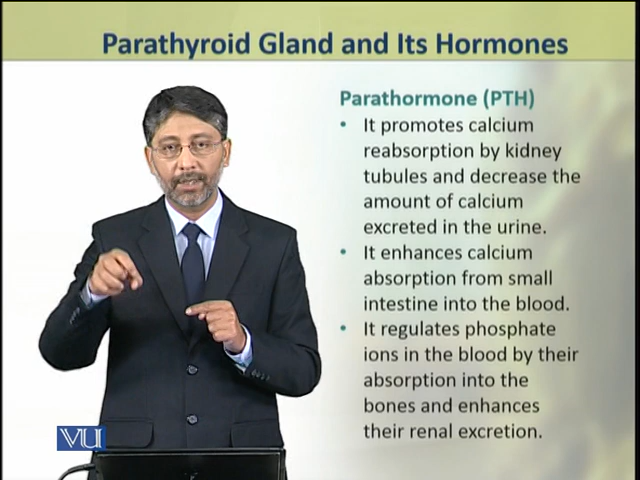 Parathyroid Gland and Its Hormones
Parathormone (PTH)
• It promotes calcium
reabsorption by kidney
tubules and decrease the
amount of calcium
excreted in the urine.
• It enhances calcium
absorption from small
intestine into the blood.
• It regulates phosphate
ions in the blood by their
absorption into the
bones and enhances
their renal excretion.
VU